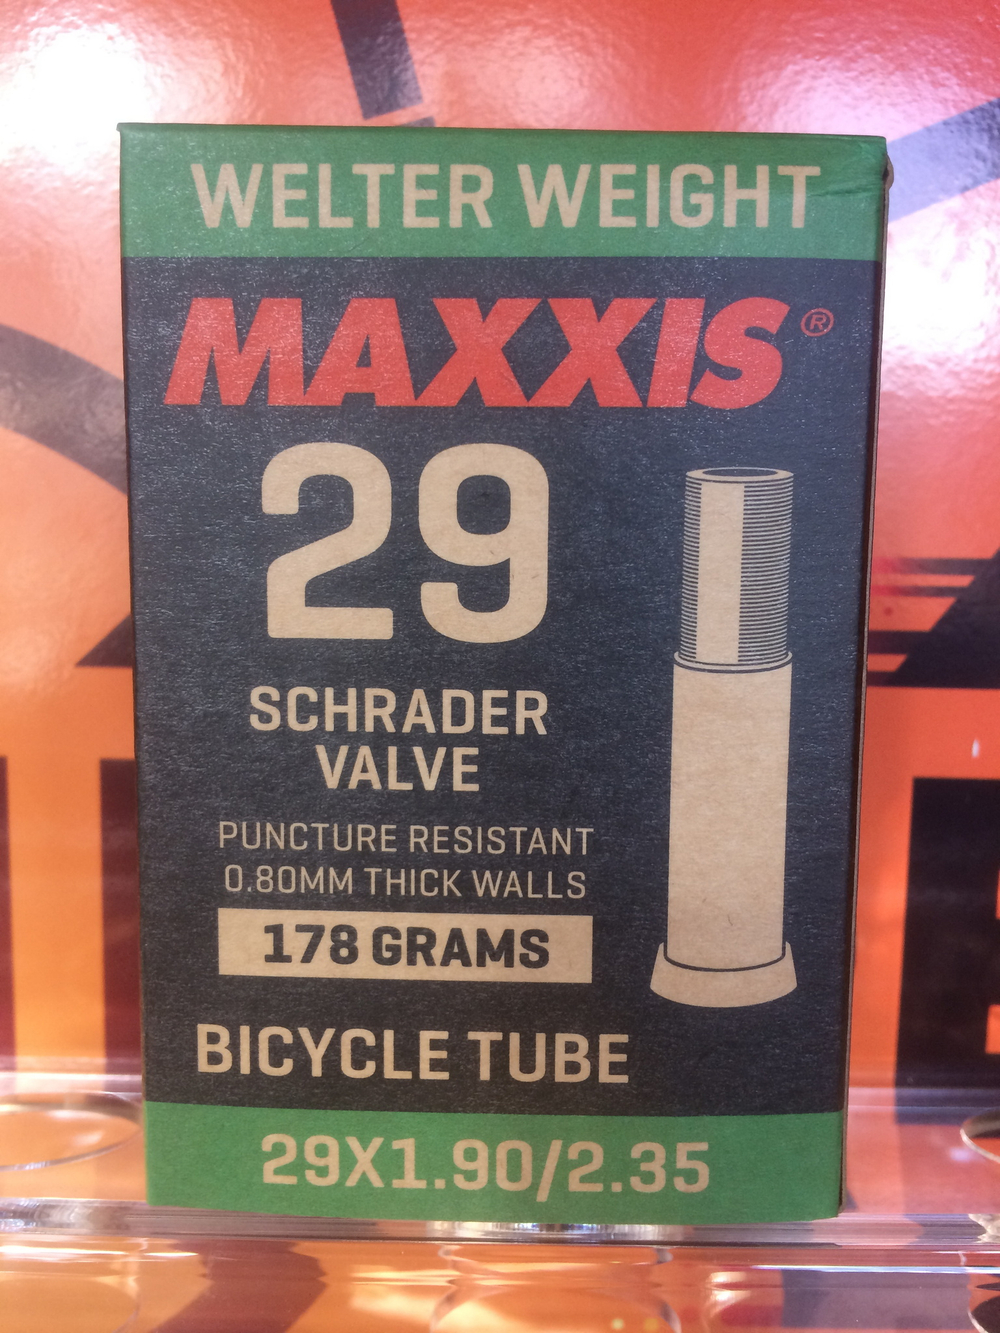 WELTER WEIGHT
MAXXIS®
29
SCHRADER
VALVE
PUNCTURE RESISTANT
0.80MM THICK WALLS
178 GRAMS
BICYCLE TUBE
29X1.90/2.35